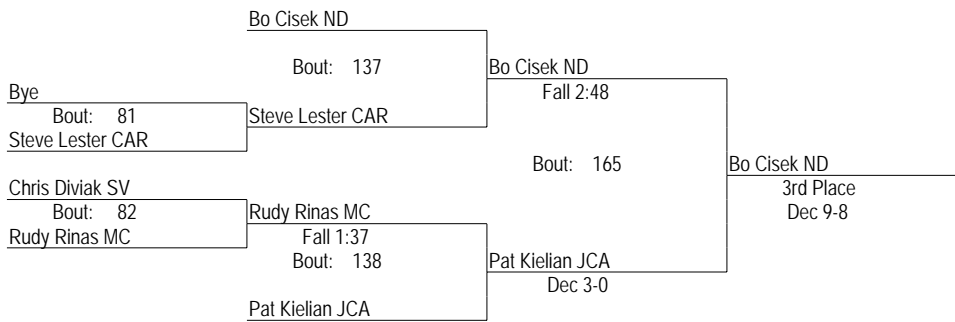 Bo Cisek ND
Bout: 137
Bo Cisek ND
Fall 2:48
Bye
Bout: 81
Steve Lester CAR
Steve Lester CAR
Bout: 165
Bo Cisek ND
3rd Place
Dec 9-8
Chris Diviak SV
Bout: 82
Rudy Rinas MC
Rudy Rinas MC
Fall 1:37
Bout: 138
Pat Kielian JCA
Dec 3-0
Pat Kielian JCA